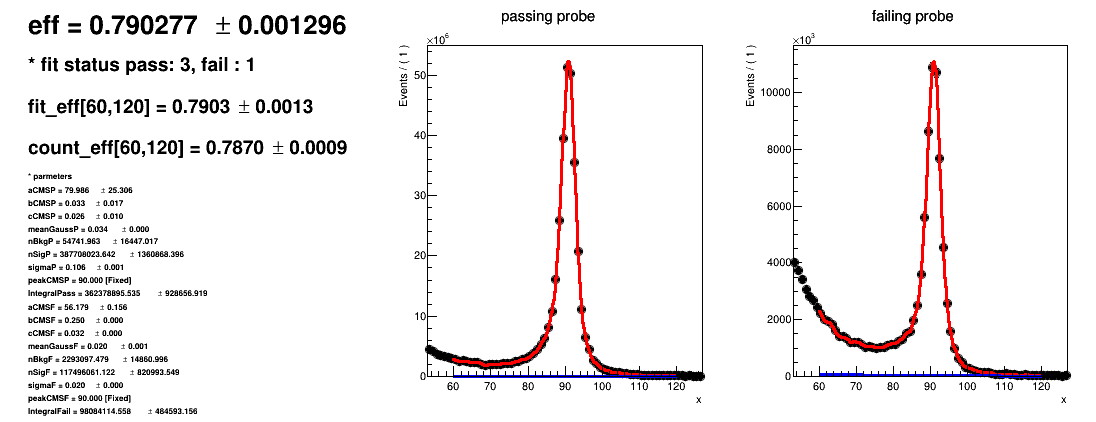 eff = 0.790277 ± 0.001296
* fit status pass: 3, fail : 1
fit_eff[60,120] = 0.7903 ± 0.0013
count_eff[60,120] = 0.7870 ± 0.0009
* parmeters
aCMSP = 79.986 ± 25.306
bCMSP = 0.033 ± 0.017
cCMSP = 0.026 ± 0.010
meanGaussP = 0.034 ± 0.000
nBkgP = 54741.963 ± 16447.017
nSigP = 387708023.642 ± 1360868.396
sigmaP = 0.106 ± 0.001
peakCMSP = 90.000 [Fixed]
IntegralPass = 362378895.535 ± 928656.919
aCMSF = 56.179 ± 0.156
bCMSF = 0.250 ± 0.000
cCMSF = 0.032 ± 0.000
meanGaussF = 0.020 ± 0.001
nBkgF = 2293097.479 ± 14860.996
nSigF = 117496061.122 ± 820993.549
sigmaF = 0.020 ± 0.000
peakCMSF = 90.000 [Fixed]
IntegralFail = 98084114.558 ± 484593.156
passing probe
×10⁶
Events / ( 1 )
50
40
30
20
10
0
60 70 80 90 100 110 120
x
failing probe
×10³
Events / ( 1 )
10000
8000
6000
4000
2000
0
60 70 80 90 100 110 120
x